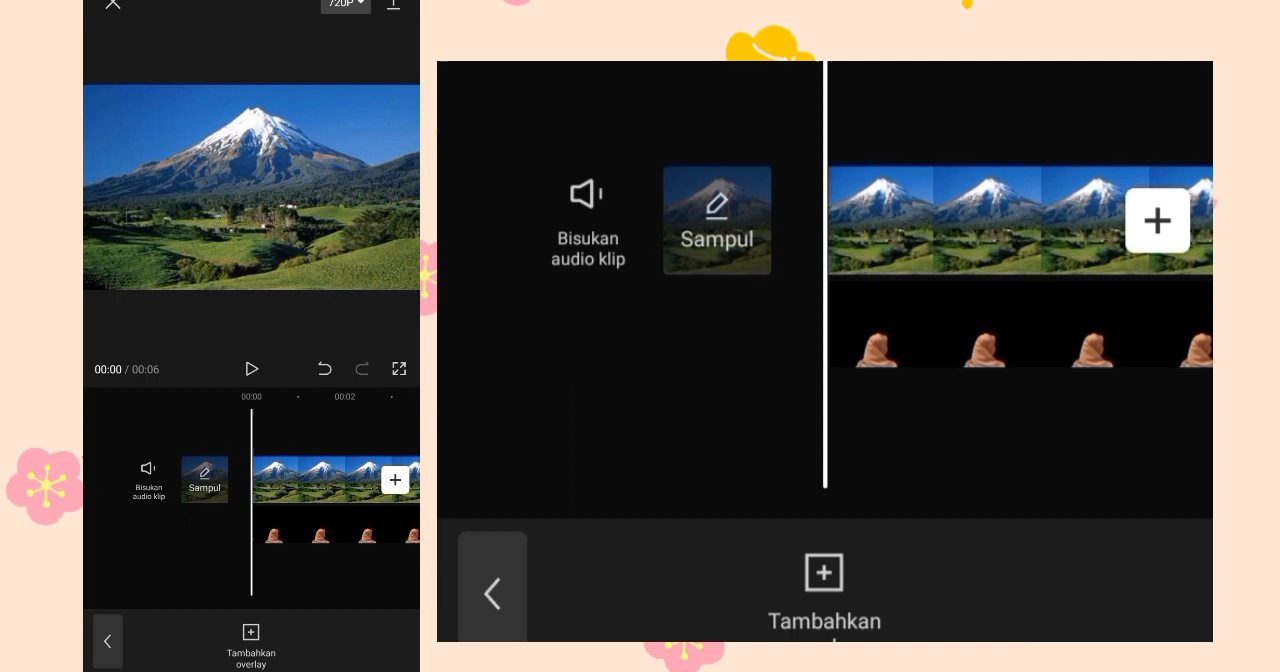 720P
00:00 / 00:06
00:00
00:02
Bisukan
audio klip
Sampul
Tambahkan
overlay
Bisukan
audio klip
Sampul
Tambahkan